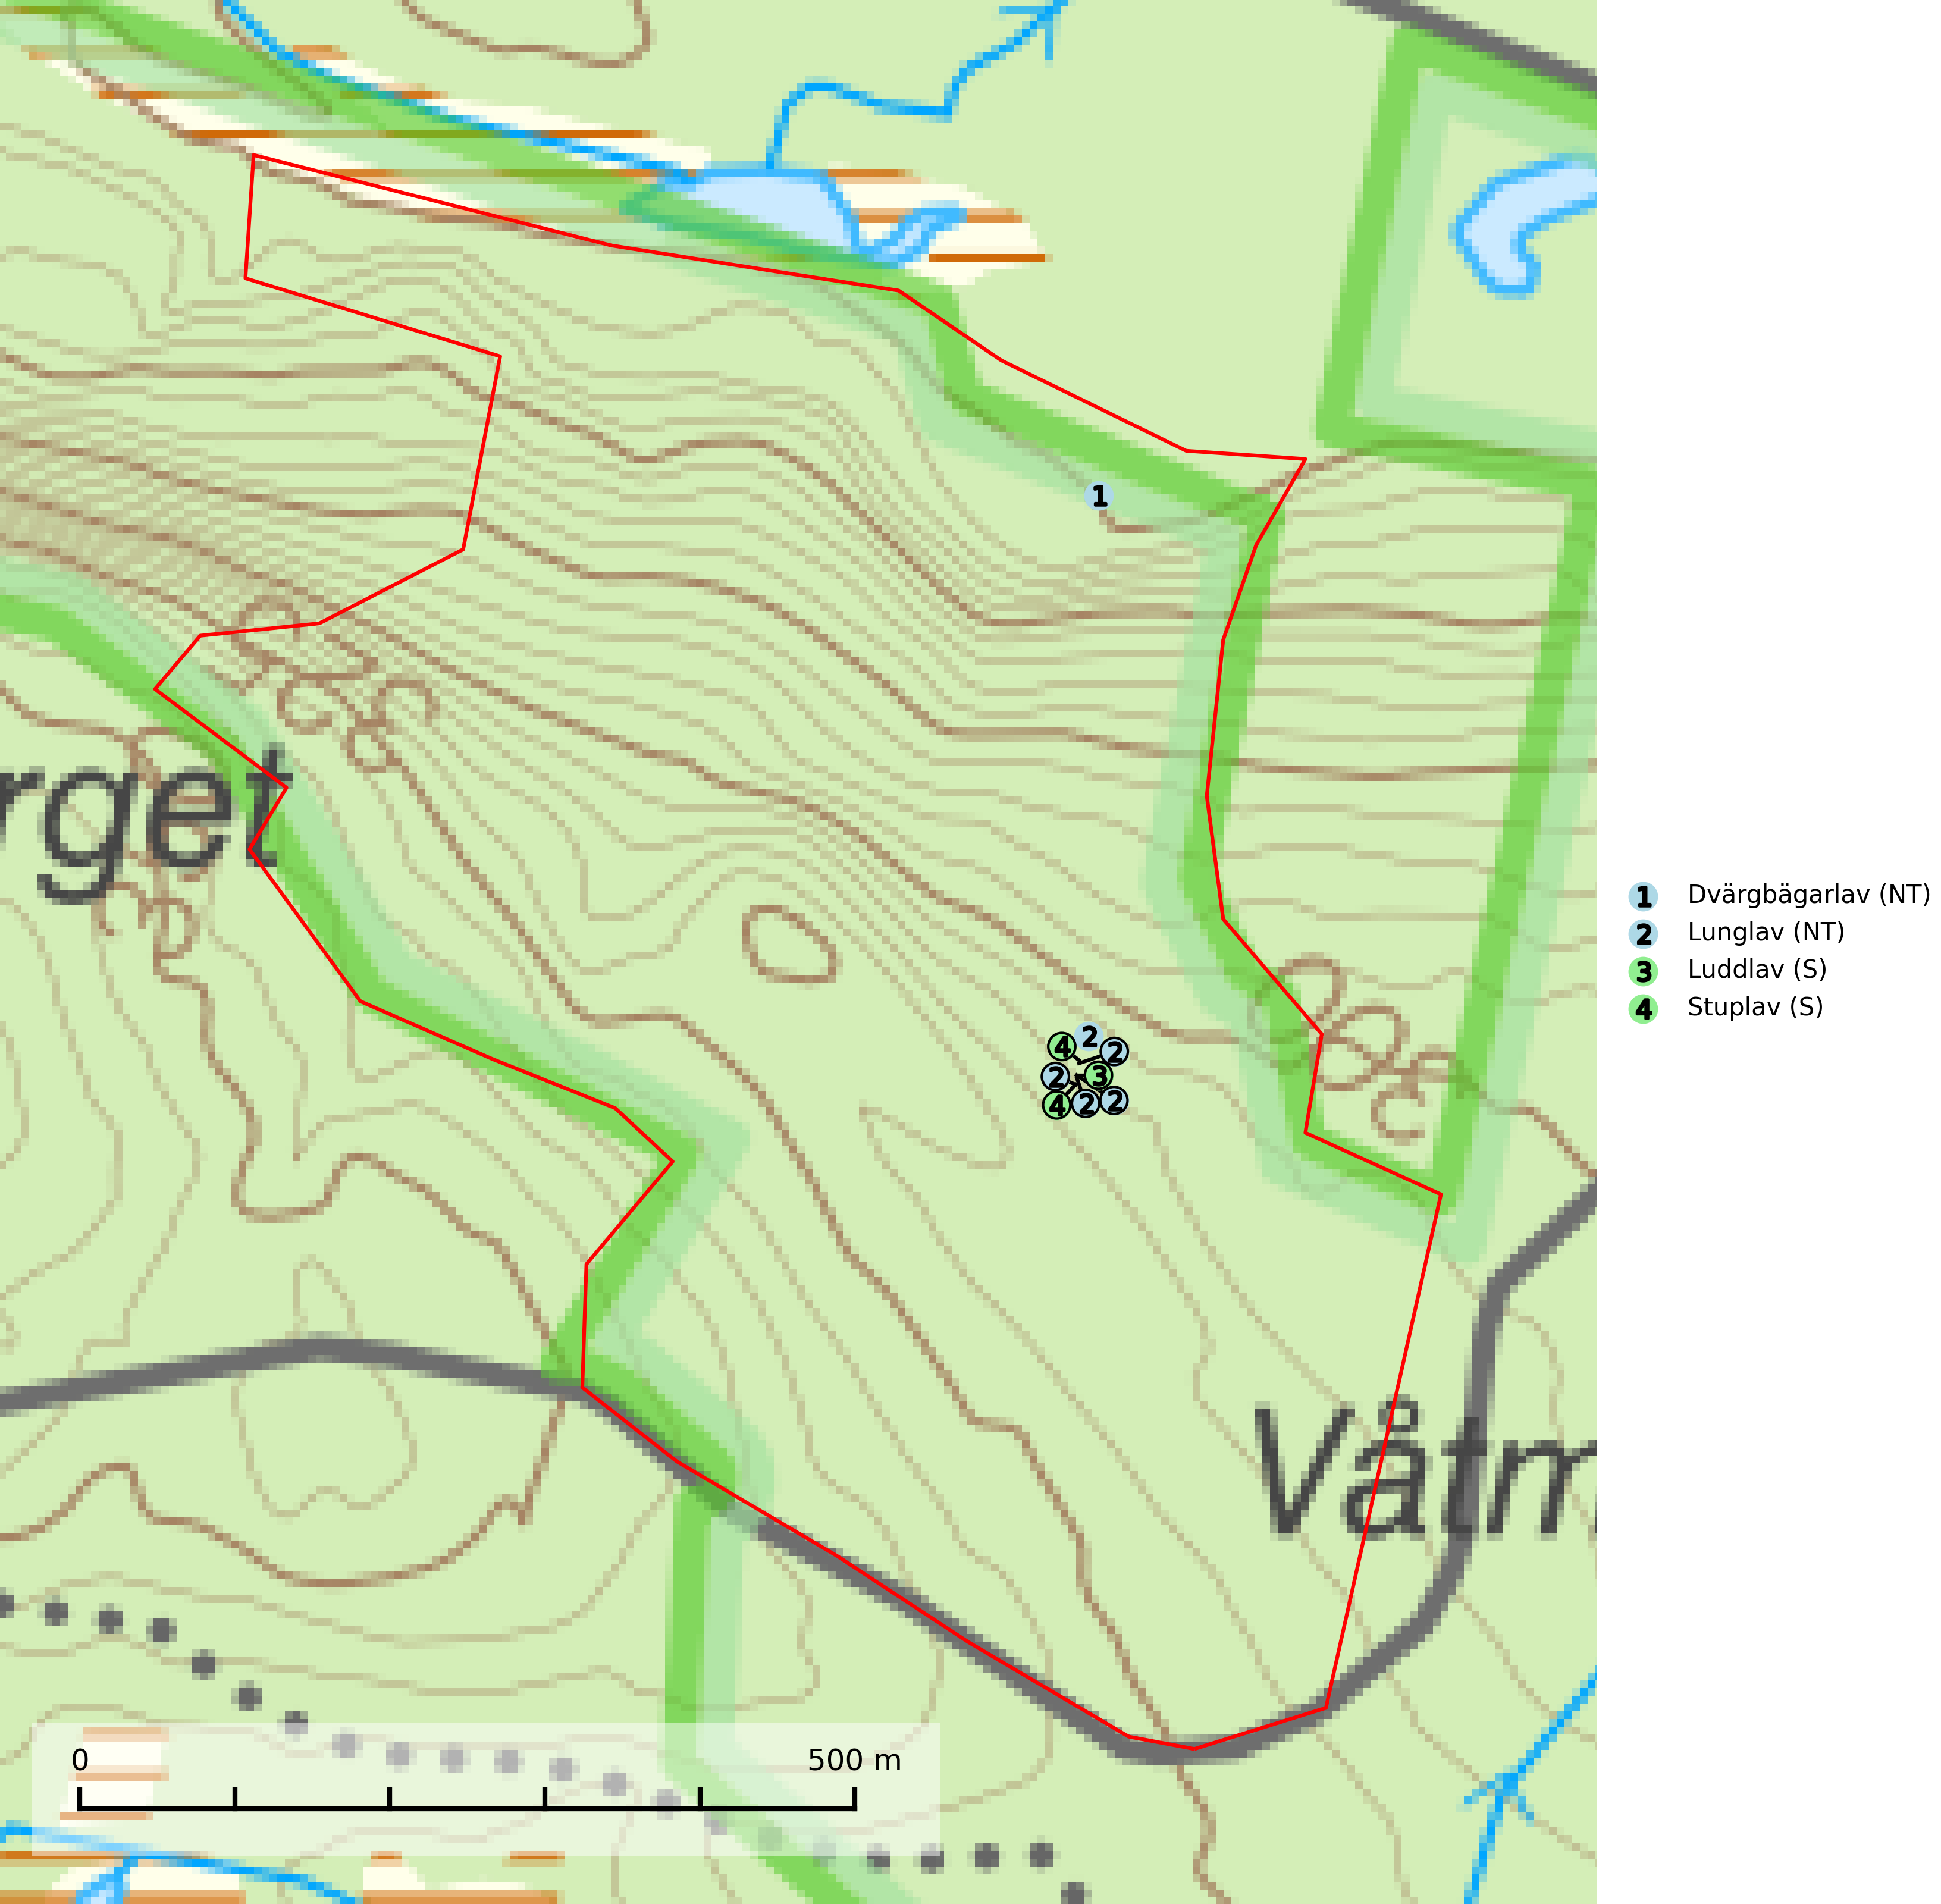 1
rget
1 Dvärgbägarlav (NT)
2 Lunglav (NT)
3 Luddlav (S)
4 Stuplav (S)
4 2 2
2 3
4 2 2
Våtm
0 500 m